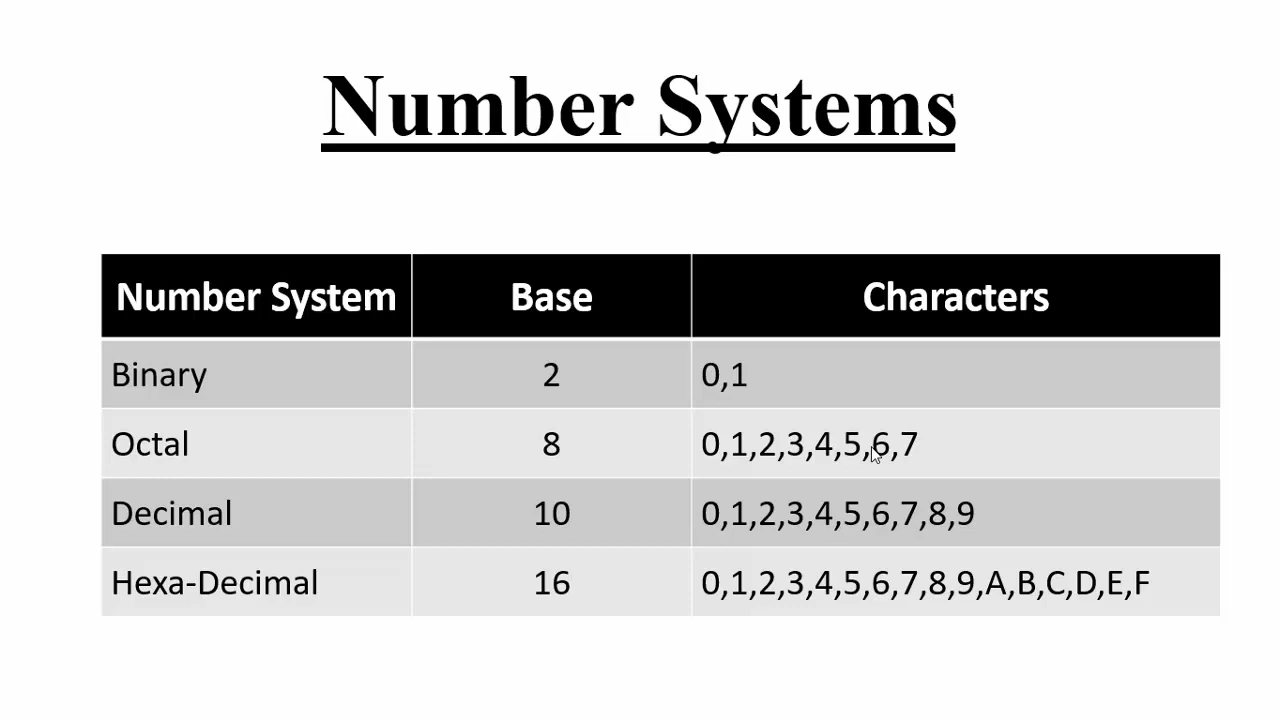 Number Systems
Number System Base Characters
Binary 2 0,1
Octal 8 0,1,2,3,4,5,6,7
Decimal 10 0,1,2,3,4,5,6,7,8,9
Hexa-Decimal 16 0,1,2,3,4,5,6,7,8,9,A,B,C,D,E,F